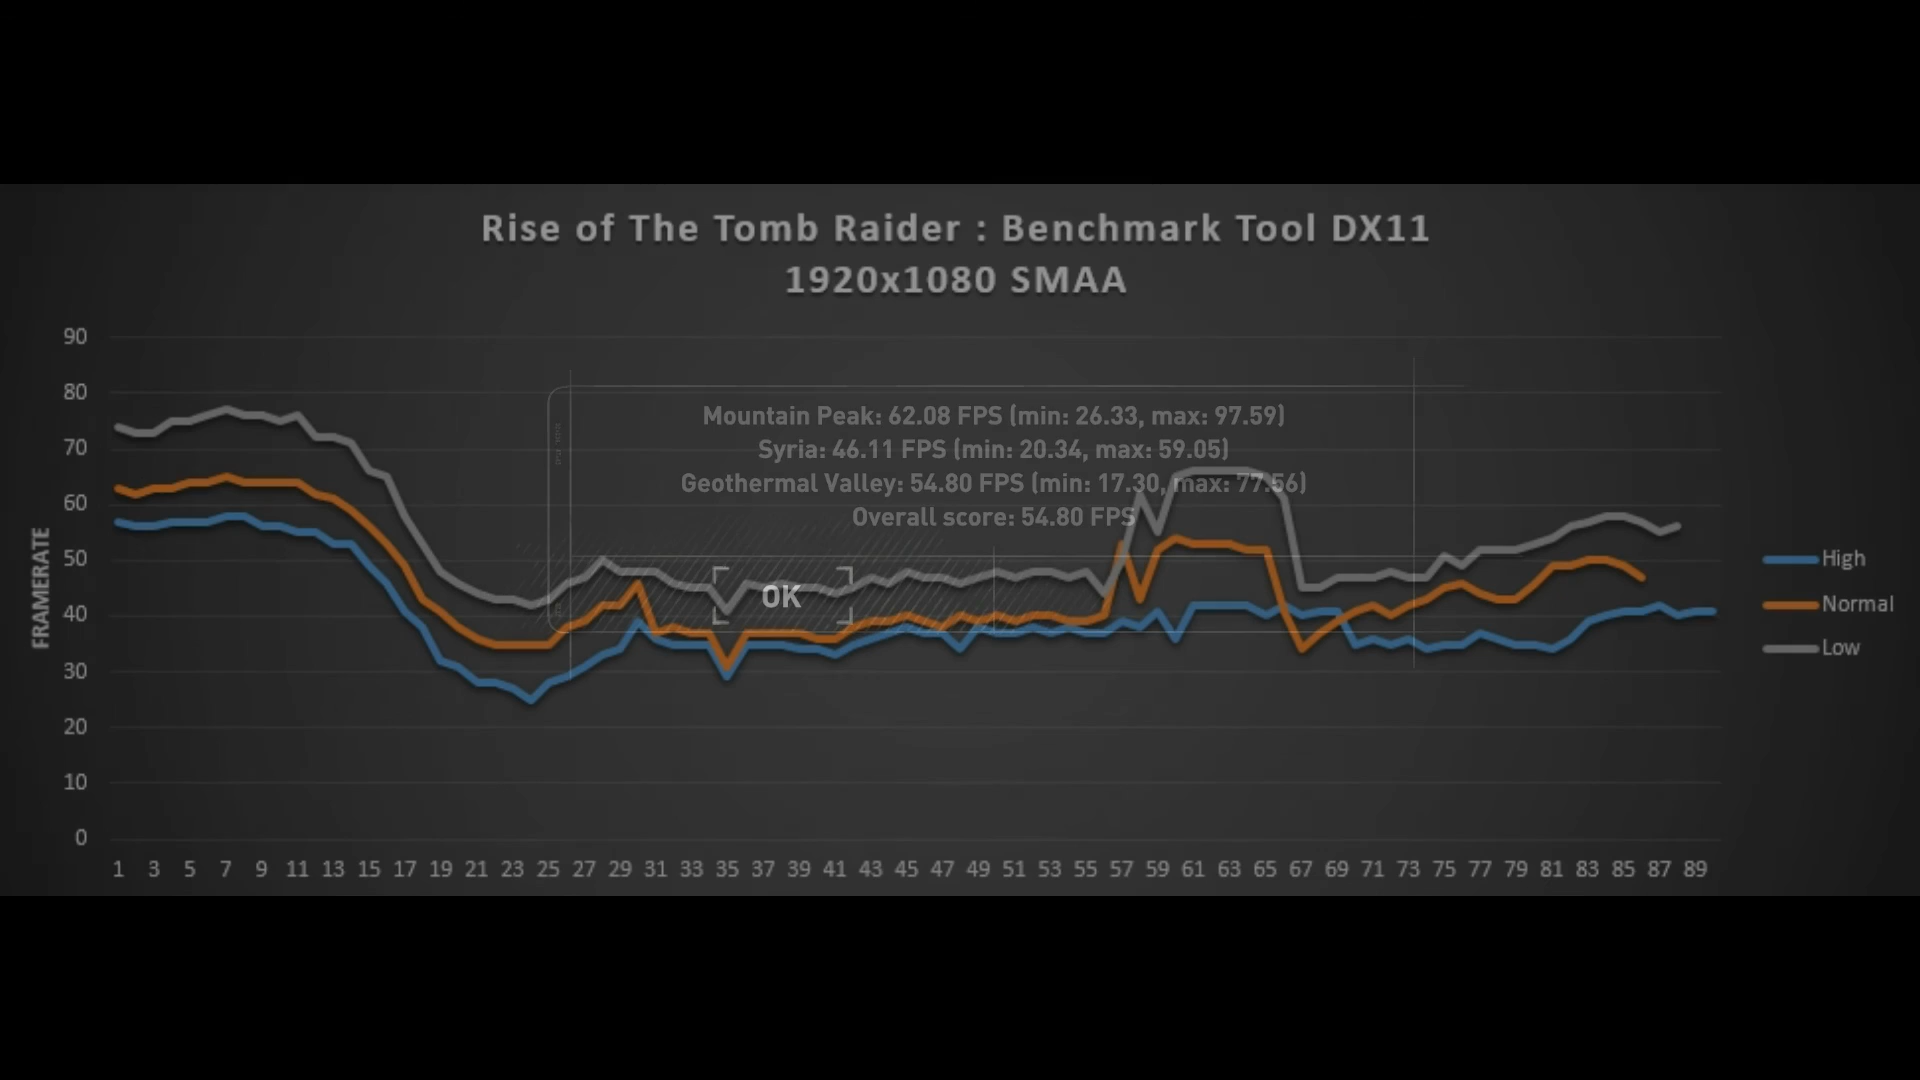 Rise of The Tomb Raider : Benchmark Tool DX11
1920x1080 SMAA
90
80
70
60
50
40
30
20
10
0
FRAMERATE
Mountain Peak: 62.08 FPS (min: 26.33, max: 97.59)
Syria: 46.11 FPS (min: 20.34, max: 59.05)
Geothermal Valley: 54.80 FPS (min: 17.30, max: 77.56)
Overall score: 54.80 FPS
OK
High
Normal
Low
1 3 5 7 9 11 13 15 17 19 21 23 25 27 29 31 33 35 37 39 41 43 45 47 49 51 53 55 57 59 61 63 65 67 69 71 73 75 77 79 81 83 85 87 89